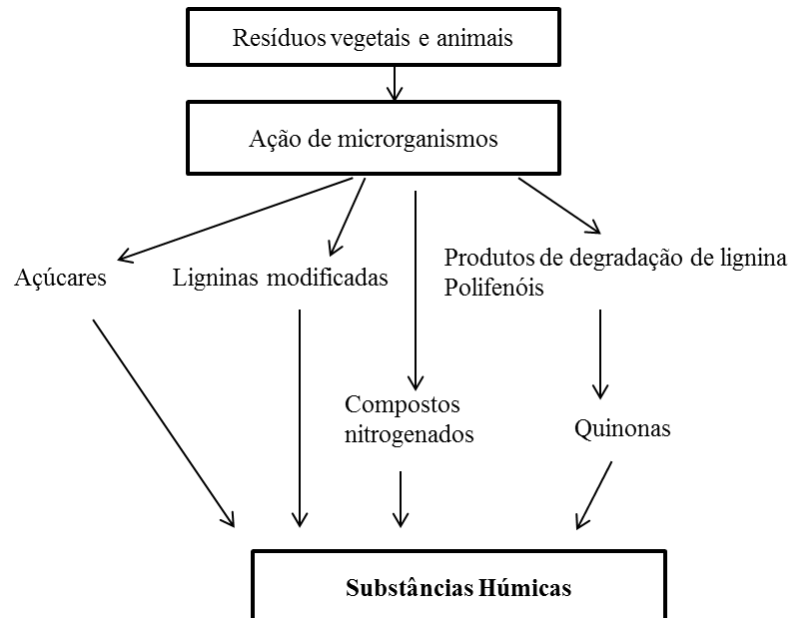 Resíduos vegetais e animais
Ação de microrganismos
Açúcares
Ligninas modificadas
Produtos de degradação de lignina
Polifenóis
Compostos
nitrogenados
Quinonas
Substâncias Húmicas